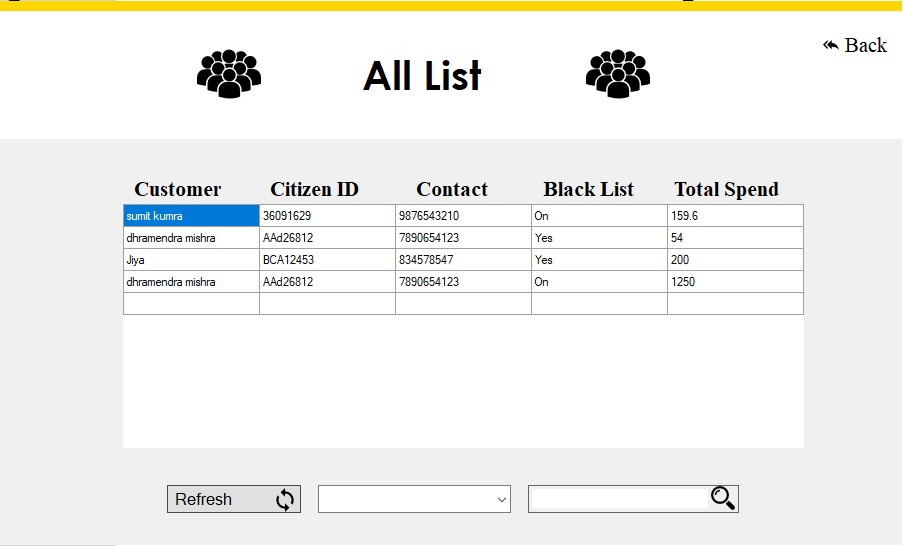 Back
All List
Customer Citizen ID Contact Black List Total Spend
sumit kumra 36091629 9876543210 On 159.6
dhramendra mishra AAd26812 7890654123 Yes 54
Jiya BCA12453 834578547 Yes 200
dhramendra mishra AAd26812 7890654123 On 1250
Refresh